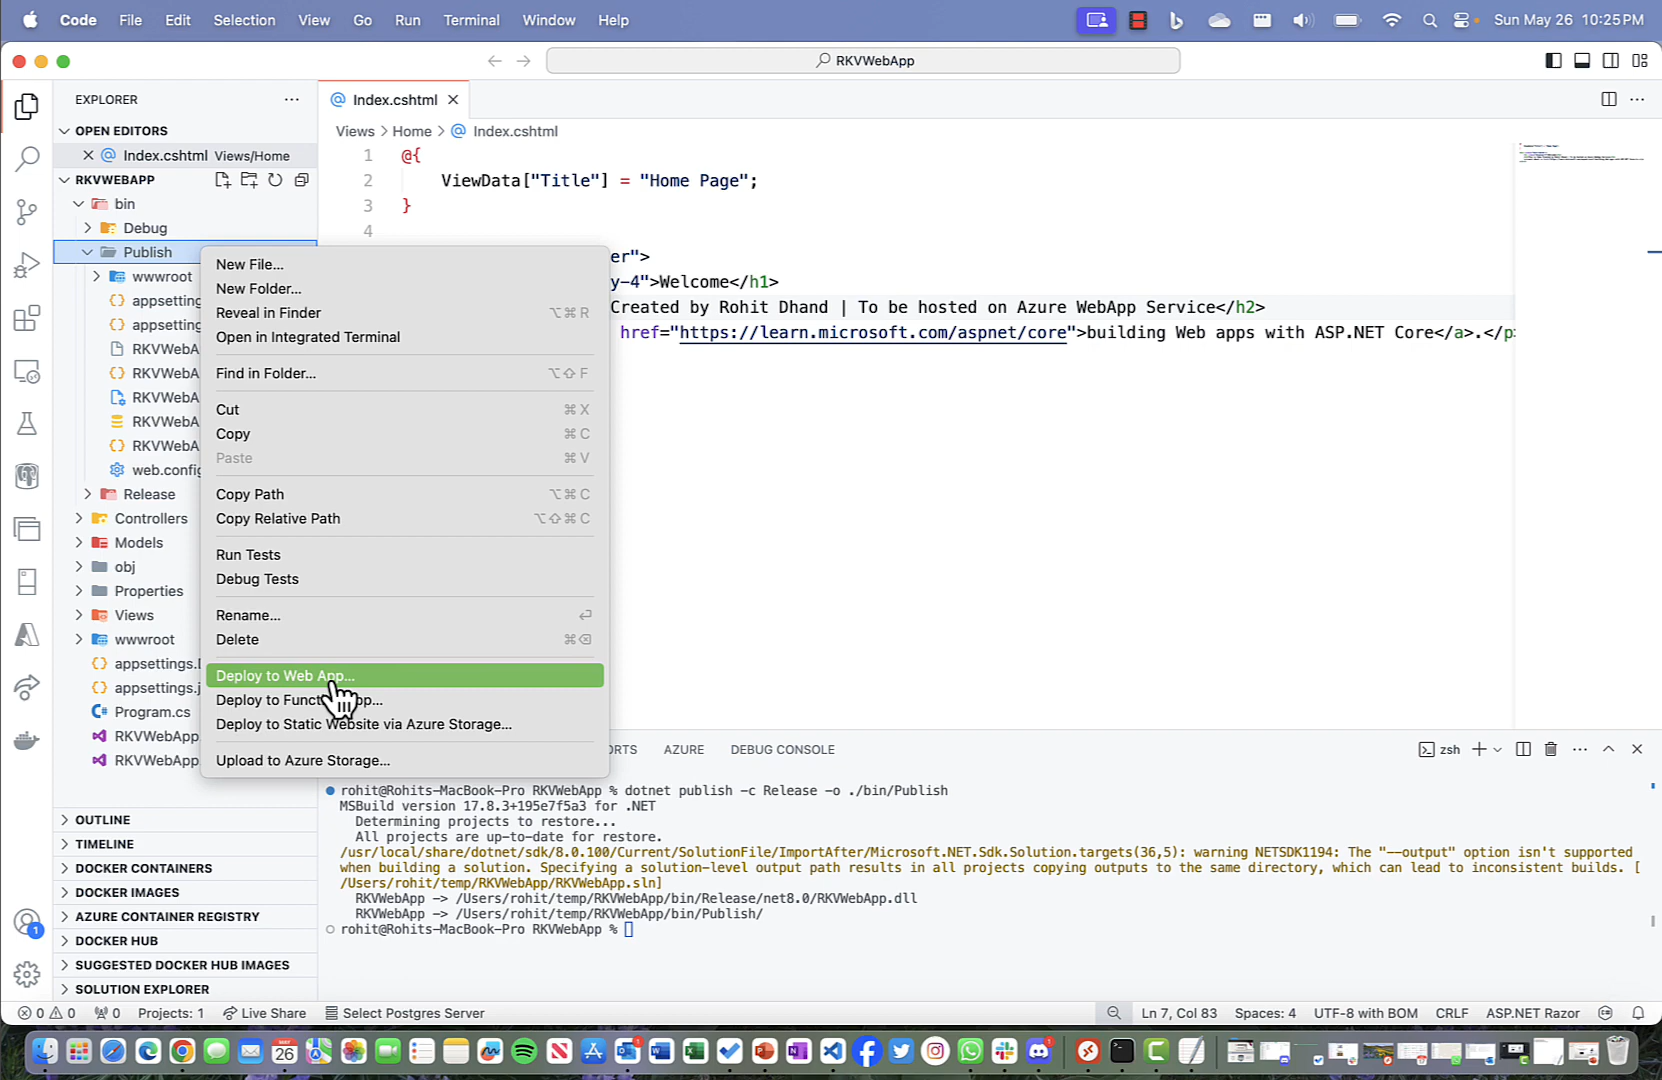 Code File Edit Selection View Go Run Terminal Window Help Sun May 26 10:25 PM
RKVWebApp
EXPLORER
Index.cshtml
OPEN EDITORS
Index.cshtml Views/Home
Views > Home > Index.cshtml
RKVWEBAPP
bin
Debug
Publish
wwwroot
appsetting
appsetting
RKVWebA
RKVWebA
RKVWebA
RKVWebA
RKVWebA
web.config
Release
Controllers
Models
obj
Properties
Views
wwwroot
appsettings.
appsettings.j
Program.cs
RKVWebApp
RKVWebApp
OUTLINE
TIMELINE
DOCKER CONTAINERS
DOCKER IMAGES
AZURE CONTAINER REGISTRY
DOCKER HUB
SUGGESTED DOCKER HUB IMAGES
SOLUTION EXPLORER
1
New File...
New Folder...
Reveal in Finder ⌥⌘ R
Open in Integrated Terminal
Find in Folder... ⌥⇧ F
Cut ⌘ X
Copy ⌘ C
Paste ⌘ V
Copy Path ⌥⌘ C
Copy Relative Path ⌥⇧⌘ C
Run Tests
Debug Tests
Rename... ⏎
Delete ⌘⌫
Deploy to Web App...
Deploy to Funct pp...
Deploy to Static Website via Azure Storage...
Upload to Azure Storage...
1 @{
2 ViewData["Title"] = "Home Page";
3 }
4
er">
y-4">Welcome</h1>
Created by Rohit Dhand | To be hosted on Azure WebApp Service</h2>
href="https://learn.microsoft.com/aspnet/core">building Web apps with ASP.NET Core</a>.</p>
ORTS AZURE DEBUG CONSOLE zsh
rohit@Rohits-MacBook-Pro RKVWebApp % dotnet publish -c Release -o ./bin/Publish
MSBuild version 17.8.3+195e7f5a3 for .NET
Determining projects to restore...
All projects are up-to-date for restore.
/usr/local/share/dotnet/sdk/8.0.100/Current/SolutionFile/ImportAfter/Microsoft.NET.Sdk.Solution.targets(36,5): warning NETSDK1194: The "--output" option isn't supported
when building a solution. Specifying a solution-level output path results in all projects copying outputs to the same directory, which can lead to inconsistent builds. [
/Users/rohit/temp/RKVWebApp/RKVWebApp.sln]
RKVWebApp -> /Users/rohit/temp/RKVWebApp/bin/Release/net8.0/RKVWebApp.dll
RKVWebApp -> /Users/rohit/temp/RKVWebApp/bin/Publish/
rohit@Rohits-MacBook-Pro RKVWebApp %
0 0 0 Projects: 1 Live Share Select Postgres Server Ln 7, Col 83 Spaces: 4 UTF-8 with BOM CRLF ASP.NET Razor
26